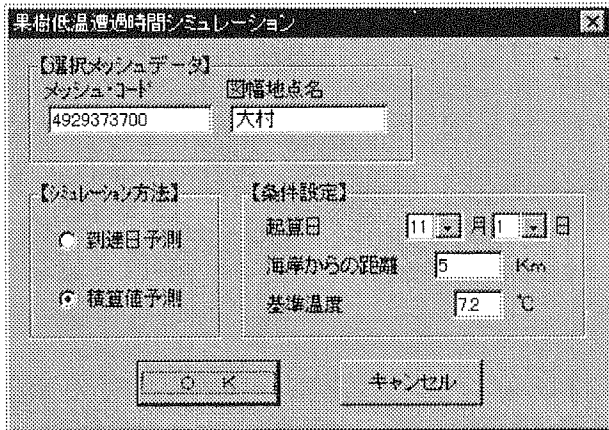 果樹低温遭遇時間シミュレーション
【選択メッシュデータ】
メッシュ・コード 図幅地点名
4929373700 大村
【シミュレーション方法】 【条件設定】
起算日 11 月 1 日
到達日予測
海岸からの距離 5 Km
積算値予測
基準温度 7.2 ℃
O K キャンセル